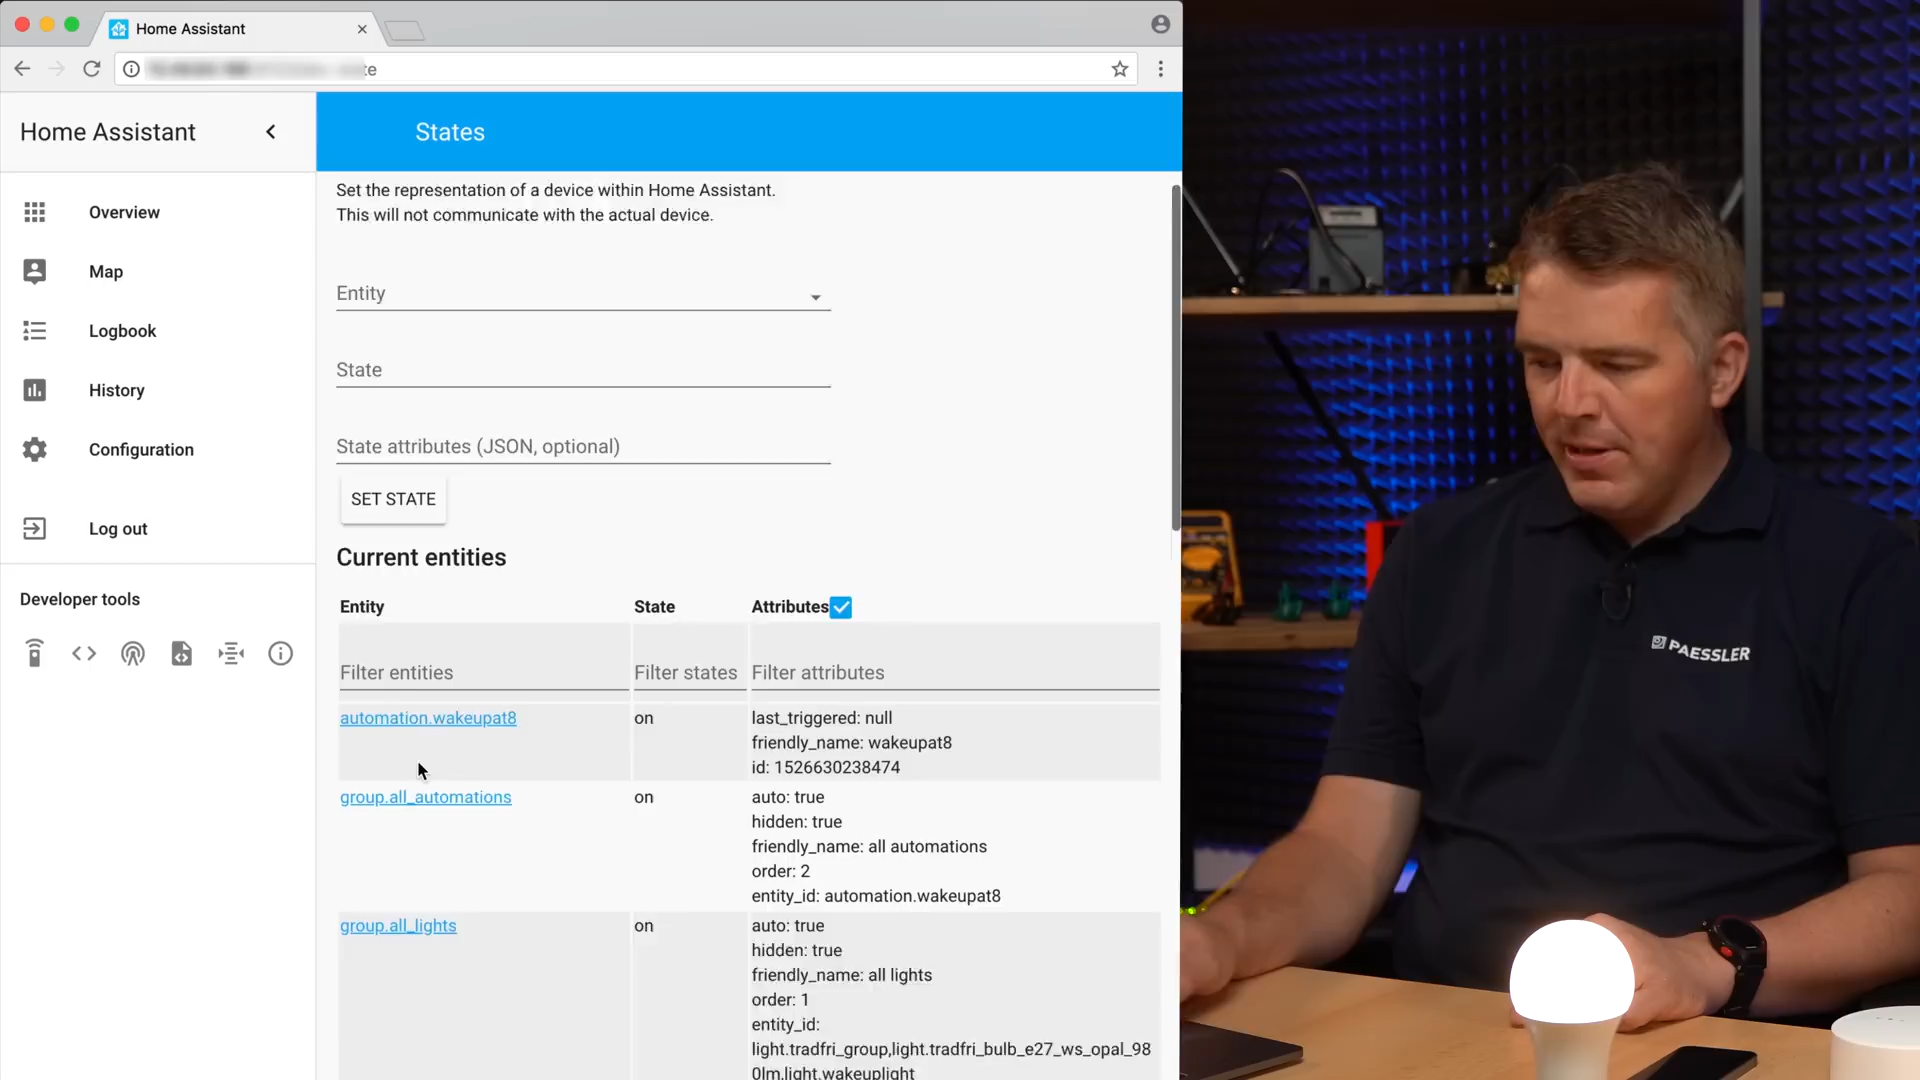 Home Assistant
te
Home Assistant
States
Overview
Map
Logbook
History
Configuration
Log out
Developer tools
Set the representation of a device within Home Assistant.
This will not communicate with the actual device.
Entity
State
State attributes (JSON, optional)
SET STATE
Current entities
Entity State Attributes
Filter entities Filter states Filter attributes
automation.wakeupat8 on last_triggered: null
friendly_name: wakeupat8
id: 1526630238474
group.all_automations on auto: true
hidden: true
friendly_name: all automations
order: 2
entity_id: automation.wakeupat8
group.all_lights on auto: true
hidden: true
friendly_name: all lights
order: 1
entity_id:
light.tradfri_group,light.tradfri_bulb_e27_ws_opal_98
0lm,light.wakeuplight
PAESSLER